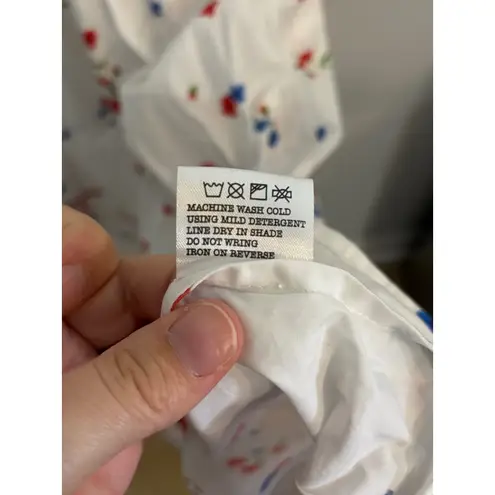 MACHINE WASH COLD
USING MILD DETERGENT
LINE DRY IN SHADE
DO NOT WRING
IRON ON REVERSE